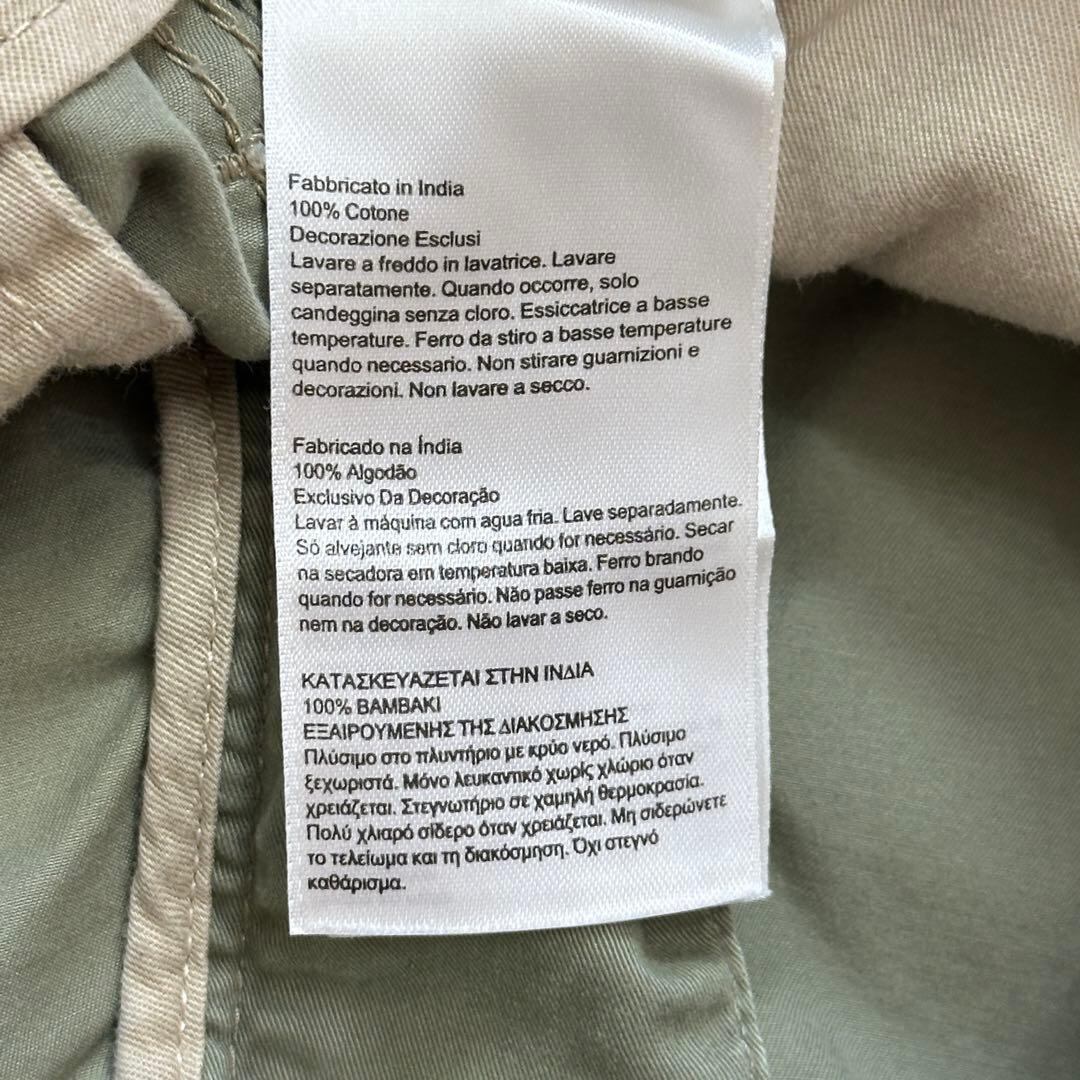 Fabbricato in India
100% Cotone
Decorazione Esclusi
Lavare a freddo in lavatrice. Lavare
separatamente. Quando occorre, solo
candeggina senza cloro. Essiccatrice a basse
temperature. Ferro da stiro a basse temperature
quando necessario. Non stirare guarnizioni e
decorazioni. Non lavare a secco.
Fabricado na Índia
100% Algodão
Exclusivo Da Decoração
Lavar à máquina com agua fria. Lave separadamente.
Só alvejante sem cloro quando for necessário. Secar
na secadora em temperatura baixa. Ferro brando
quando for necessário. Não passe ferro na guarnição
nem na decoração. Não lavar a seco.
ΚΑΤΑΣΚΕΥΑΖΕΤΑΙ ΣΤΗΝ ΙΝΔΙΑ
100% ΒΑΜΒΑΚΙ
ΕΞΑΙΡΟΥΜΕΝΗΣ ΤΗΣ ΔΙΑΚΟΣΜΗΣΗΣ
Πλύσιμο στο πλυντήριο με κρύο νερό. Πλύσιμο
ξεχωριστά. Μόνο λευκαντικό χωρίς χλώριο όταν
χρειάζεται. Στεγνωτήριο σε χαμηλή θερμοκρασία.
Πολύ χλιαρό σίδερο όταν χρειάζεται. Μη σιδερώνετε
το τελείωμα και τη διακόσμηση. Όχι στεγνό
καθάρισμα.